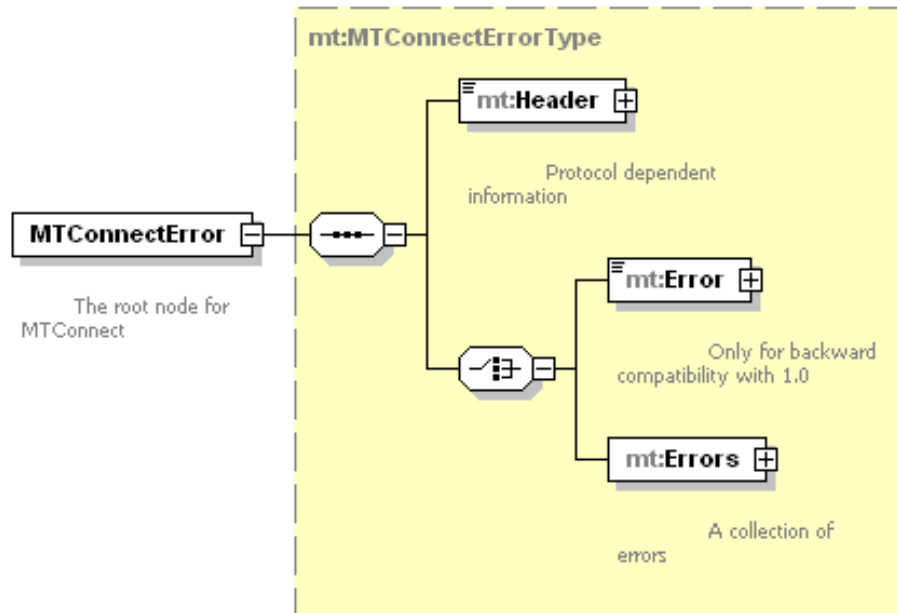 mt:MTConnectErrorType
mt:Header
Protocol dependent
information
MTConnectError
The root node for
MTConnect
mt:Error
Only for backward
compatibility with 1.0
mt:Errors
A collection of
errors